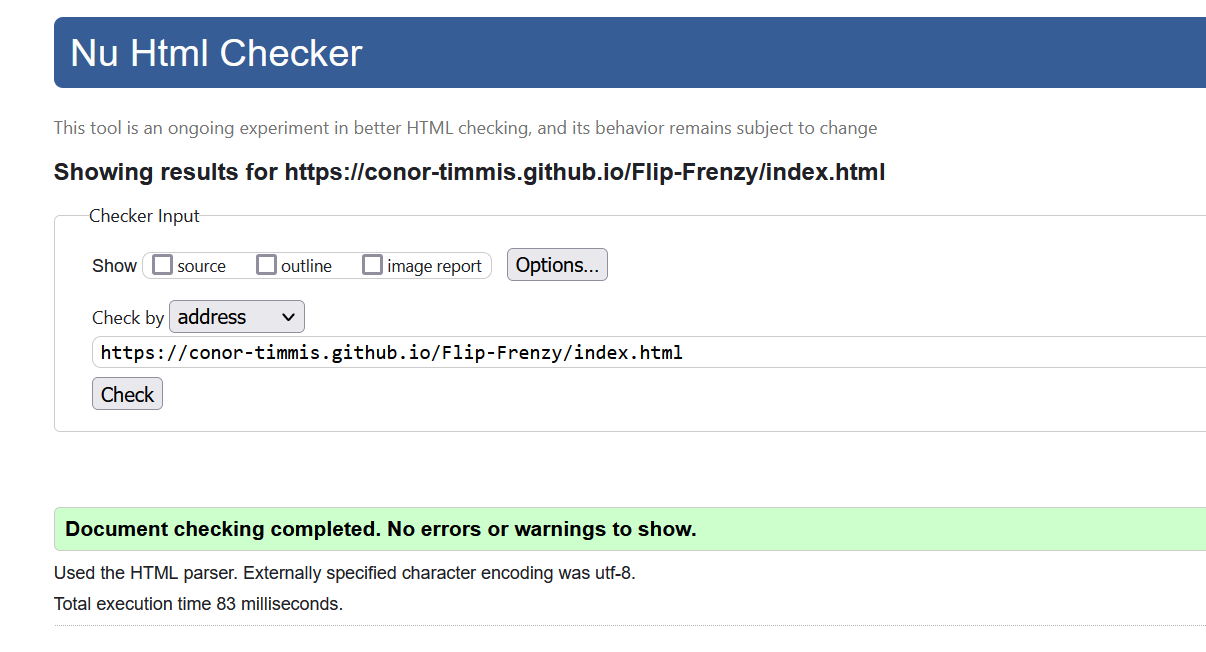 Nu Html Checker
This tool is an ongoing experiment in better HTML checking, and its behavior remains subject to change
Showing results for https://conor-timmis.github.io/Flip-Frenzy/index.html
Checker Input
Show source outline image report Options...
Check by address
https://conor-timmis.github.io/Flip-Frenzy/index.html
Check
Document checking completed. No errors or warnings to show.
Used the HTML parser. Externally specified character encoding was utf-8.
Total execution time 83 milliseconds.